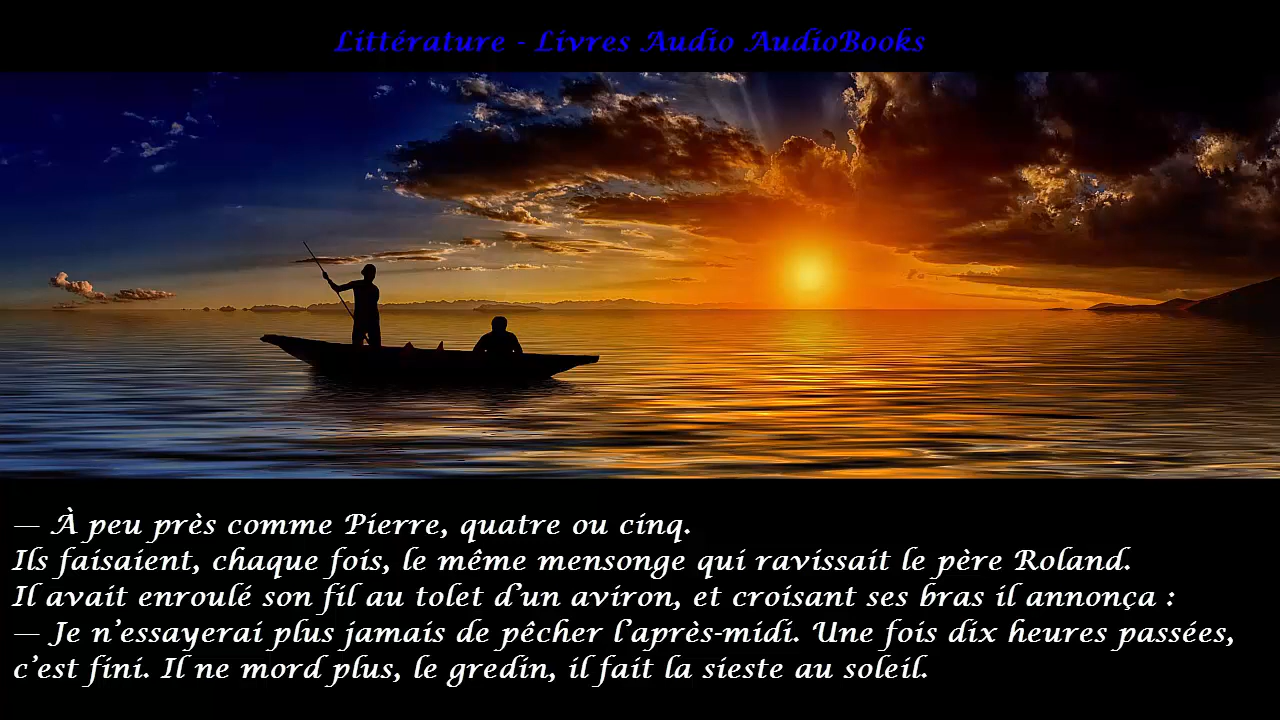 Littérature - Livres Audio AudioBooks
— À peu près comme Pierre, quatre ou cinq.
Ils faisaient, chaque fois, le même mensonge qui ravissait le père Roland.
Il avait enroulé son fil au tolet d’un aviron, et croisant ses bras il annonça :
— Je n’essayerai plus jamais de pêcher l’après-midi. Une fois dix heures passées,
c’est fini. Il ne mord plus, le gredin, il fait la sieste au soleil.